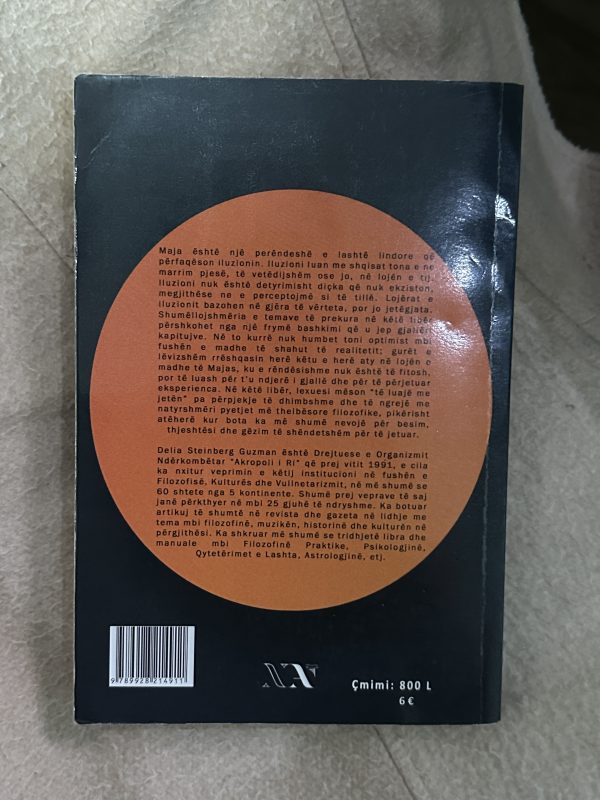 Maja është një perëndeshë e lashtë lindore që
përfaqëson iluzionin. Iluzioni luan me shqisat tona e ne
marrim pjesë, të vetëdijshëm ose jo, në lojën e tij.
Iluzioni nuk është detyrimisht diçka që nuk ekziston,
megjithëse ne e perceptojmë si të tillë. Lojërat e
iluzionit bazohen në gjëra të vërteta, por jo jetëgjata.
Shumëllojshmëria e temave të prekura në këtë libër
përshkohet nga një frymë bashkimi që u jep gjallëri
kapitujve. Në to kurrë nuk humbet toni optimist mbi
fushën e madhe të shahut të realitetit; gurët e
lëvizshëm rrëshqasin herë këtu e herë aty në lojën e
madhe të Majas, ku e rëndësishme nuk është të fitosh,
por të luash për t'u ndjerë i gjallë dhe për të përjetuar
eksperienca. Në këtë libër, lexuesi mëson "të luajë me
jetën" pa përpjekje të dhimbshme dhe të ngrejë me
natyrshmëri pyetjet më thelbësore filozofike, pikërisht
atëherë kur bota ka më shumë nevojë për besim,
thjeshtësi dhe gëzim të shëndetshëm për të jetuar.
Delia Steinberg Guzman është Drejtuese e Organizmit
Ndërkombëtar "Akropoli i Ri" që prej vitit 1991, e cila
ka nxitur veprimin e këtij institucioni në fushën e
Filozofisë, Kulturës dhe Vullnetarizmit, në më shumë se
60 shtete nga 5 kontinente. Shumë prej veprave të saj
janë përkthyer në mbi 25 gjuhë të ndryshme. Ka botuar
artikuj të shumtë në revista dhe gazeta në lidhje me
tema mbi filozofinë, muzikën, historinë dhe kulturën në
përgjithësi. Ka shkruar më shumë se tridhjetë libra dhe
manuale mbi Filozofinë Praktike, Psikologjinë,
Qytetërimet e Lashta, Astrologjinë, etj.
9 789928 214911
Çmimi: 800 L
6 €